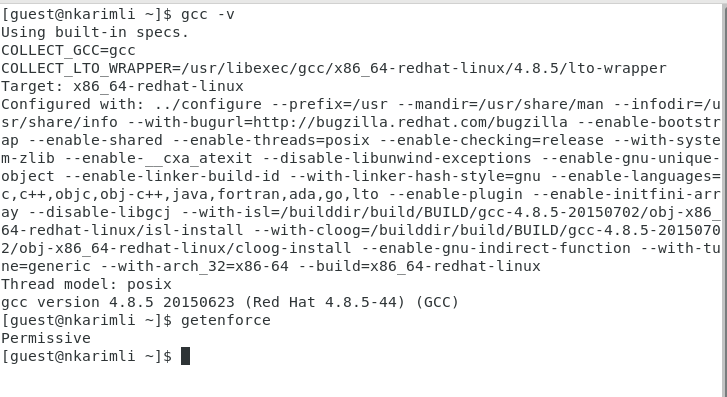 [guest@nkarimli ~]$ gcc -v
Using built-in specs.
COLLECT_GCC=gcc
COLLECT_LTO_WRAPPER=/usr/libexec/gcc/x86_64-redhat-linux/4.8.5/lto-wrapper
Target: x86_64-redhat-linux
Configured with: ../configure --prefix=/usr --mandir=/usr/share/man --infodir=/u
sr/share/info --with-bugurl=http://bugzilla.redhat.com/bugzilla --enable-bootstr
ap --enable-shared --enable-threads=posix --enable-checking=release --with-syste
m-zlib --enable-__cxa_atexit --disable-libunwind-exceptions --enable-gnu-unique-
object --enable-linker-build-id --with-linker-hash-style=gnu --enable-languages=
c,c++,objc,obj-c++,java,fortran,ada,go,lto --enable-plugin --enable-initfini-arr
ay --disable-libgcj --with-isl=/builddir/build/BUILD/gcc-4.8.5-20150702/obj-x86_
64-redhat-linux/isl-install --with-cloog=/builddir/build/BUILD/gcc-4.8.5-2015070
2/obj-x86_64-redhat-linux/cloog-install --enable-gnu-indirect-function --with-tu
ne=generic --with-arch_32=x86-64 --build=x86_64-redhat-linux
Thread model: posix
gcc version 4.8.5 20150623 (Red Hat 4.8.5-44) (GCC)
[guest@nkarimli ~]$ getenforce
Permissive
[guest@nkarimli ~]$